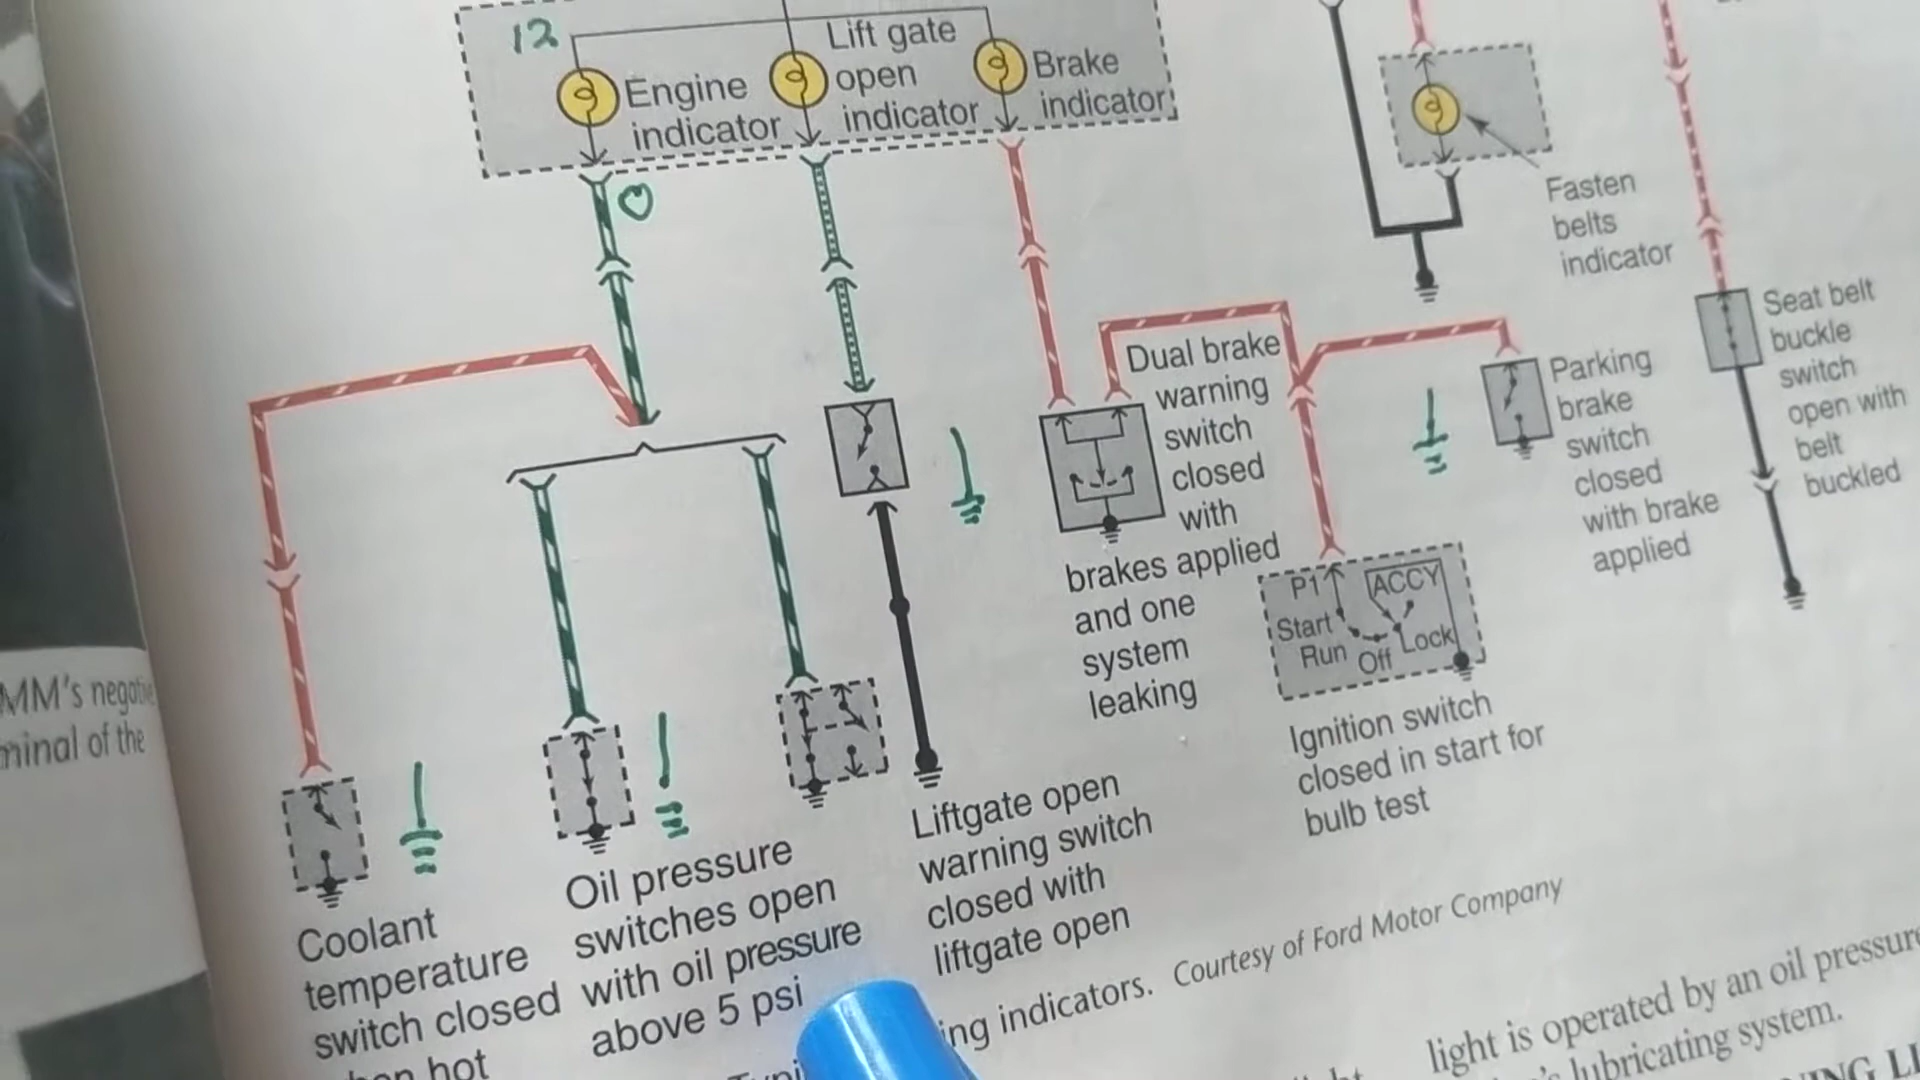 12
Engine
indicator
Lift gate
open
indicator
Brake
indicator
Fasten
belts
indicator
Seat belt
buckle
switch
open with
belt
buckled
Dual brake
warning
switch
closed
with
brakes applied
and one
system
leaking
Parking
brake
switch
closed
with brake
applied
P1
ACCY
Start
Run
Off
Lock
Ignition switch
closed in start for
bulb test
MM's negative
minal of the
Coolant
temperature
switch closed
hot
Oil pressure
switches open
with oil pressure
above 5 psi
Liftgate open
warning switch
closed with
liftgate open
ing indicators. Courtesy of Ford Motor Company
light is operated by an oil pressure
lubricating system.